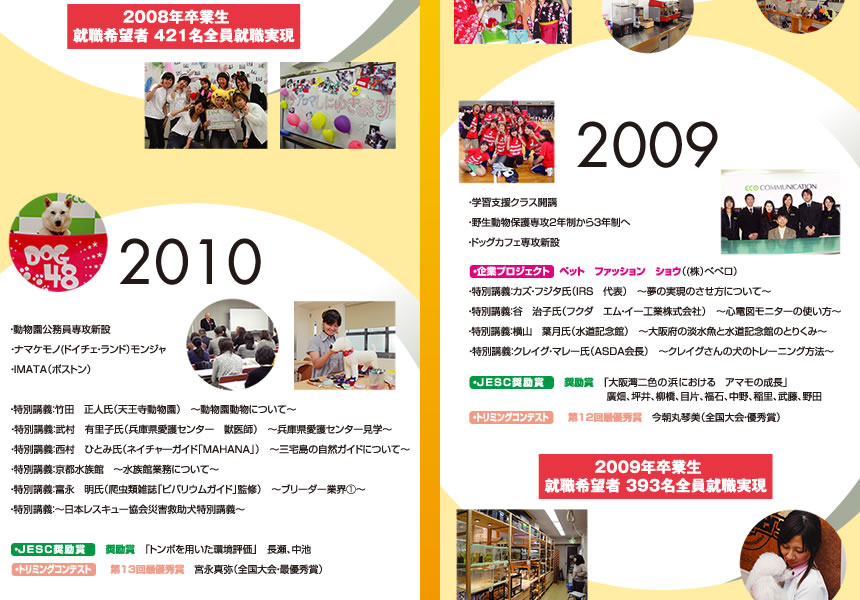 2008年卒業生
就職希望者 421名全員就職実現
アロマしにゆきます
DOG
48
2010
・動物園公務員専攻新設
・ナマケモノ(ドイチェ・ランド)モンジャ
・IMATA(ボストン)
・特別講義:竹田　正人氏(天王寺動物園)　～動物園動物について～
・特別講義:武村　有里子氏(兵庫県愛護センター　獣医師)　～兵庫県愛護センター見学～
・特別講義:西村　ひとみ氏(ネイチャーガイド「MAHANA」)　～三宅島の自然ガイドについて～
・特別講義:京都水族館　～水族館業務について～
・特別講義:富永　明氏(爬虫類雑誌「ビバリウムガイド」監修)　～ブリーダー業界①～
・特別講義:～日本レスキュー協会災害救助犬特別講義～
・JESC奨励賞　奨励賞　「トンボを用いた環境評価」　長瀬、中池
・トリミングコンテスト　第13回最優秀賞　宮永真弥(全国大会・最優秀賞)
2009
ECO COMMUNICATION
・学習支援クラス開講
・野生動物保護専攻2年制から3年制へ
・ドッグカフェ専攻新設
・企業プロジェクト　ペット　ファッション　ショウ((株)ペペロ)
・特別講義:カズ・フジタ氏(IRS　代表)　～夢の実現のさせ方について～
・特別講義:谷　治子氏(フクダ　エム・イー工業株式会社)　～心電図モニターの使い方～
・特別講義:横山　葉月氏(水道記念館)　～大阪府の淡水魚と水道記念館のとりくみ～
・特別講義:クレイグ・マレー氏(ASDA会長)　～クレイグさんの犬のトレーニング方法～
・JESC奨励賞　奨励賞　「大阪湾二色の浜における　アマモの成長」
廣畑、坪井、柳橋、目片、福石、中野、稲里、武藤、野田
・トリミングコンテスト　第12回最優秀賞　今朝丸琴美(全国大会・優秀賞)
2009年卒業生
就職希望者 393名全員就職実現